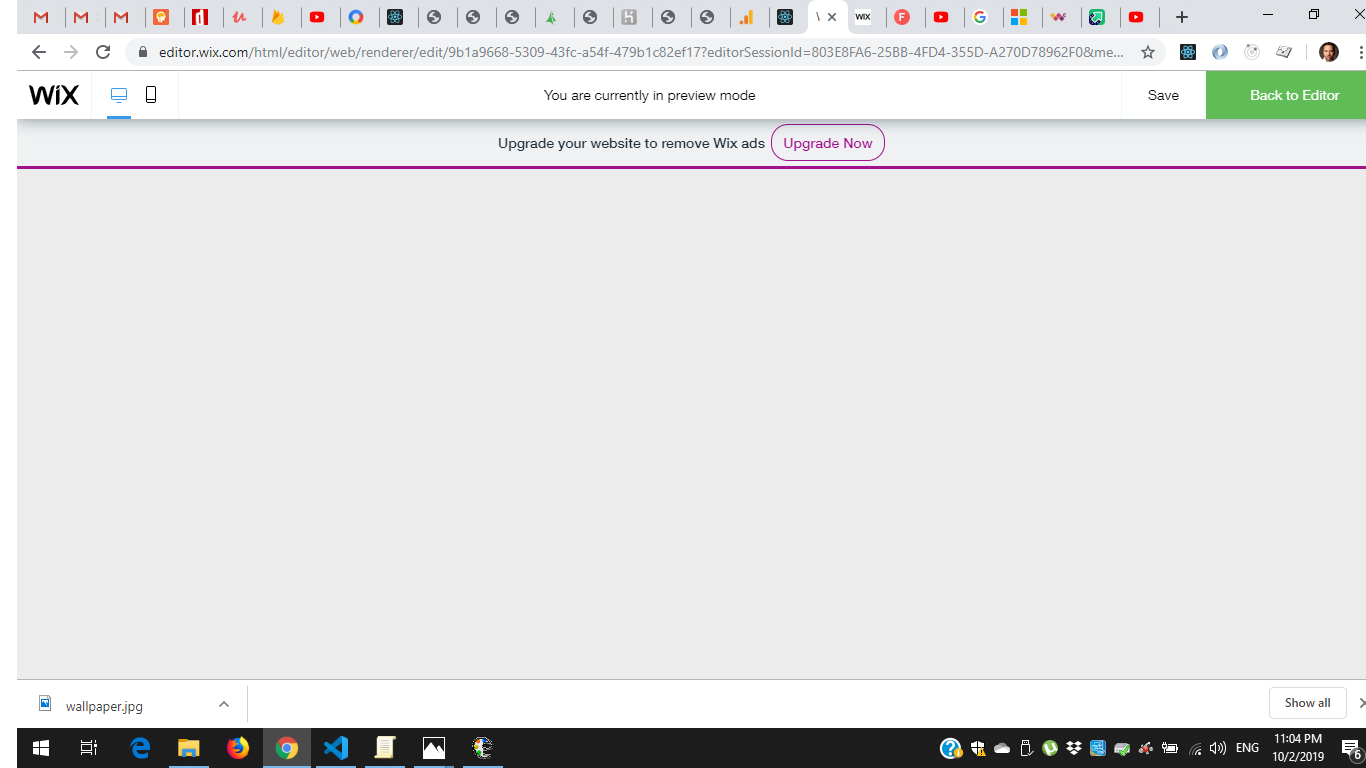 editor.wix.com/html/editor/web/renderer/edit/9b1a9668-5309-43fc-a54f-479b1c82ef17?editorSessionId=803E8FA6-25BB-4FD4-355D-A270D78962F0&me...
WiX
You are currently in preview mode
Save
Back to Editor
Upgrade your website to remove Wix ads
Upgrade Now
wallpaper.jpg
Show all
ENG
11:04 PM
10/2/2019
6